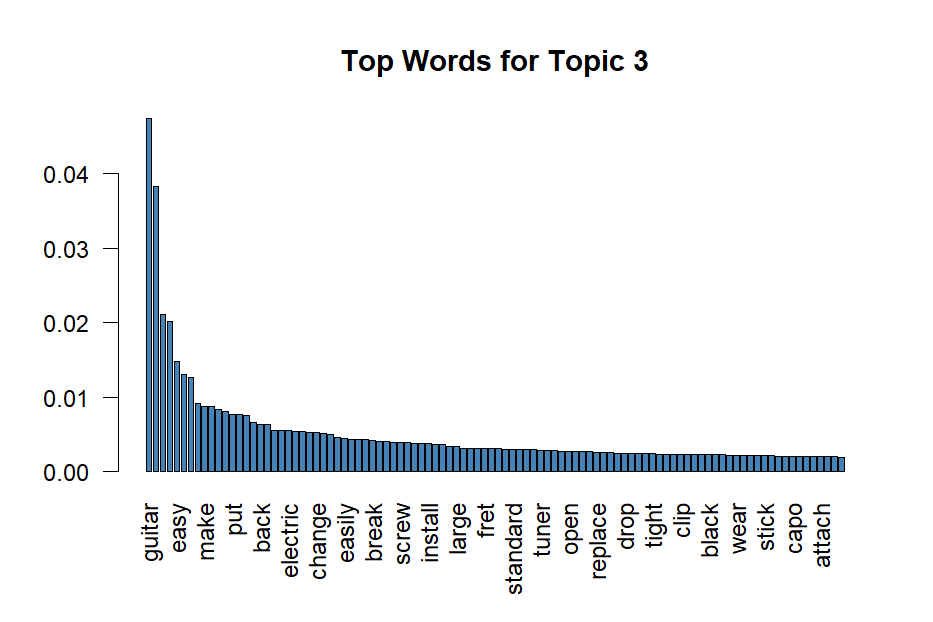 Top Words for Topic 3
0.04
0.03
0.02
0.01
0.00
guitar
easy
make
put
back
electric
change
easily
break
screw
install
large
fret
standard
tuner
open
replace
drop
tight
clip
black
wear
stick
capo
attach